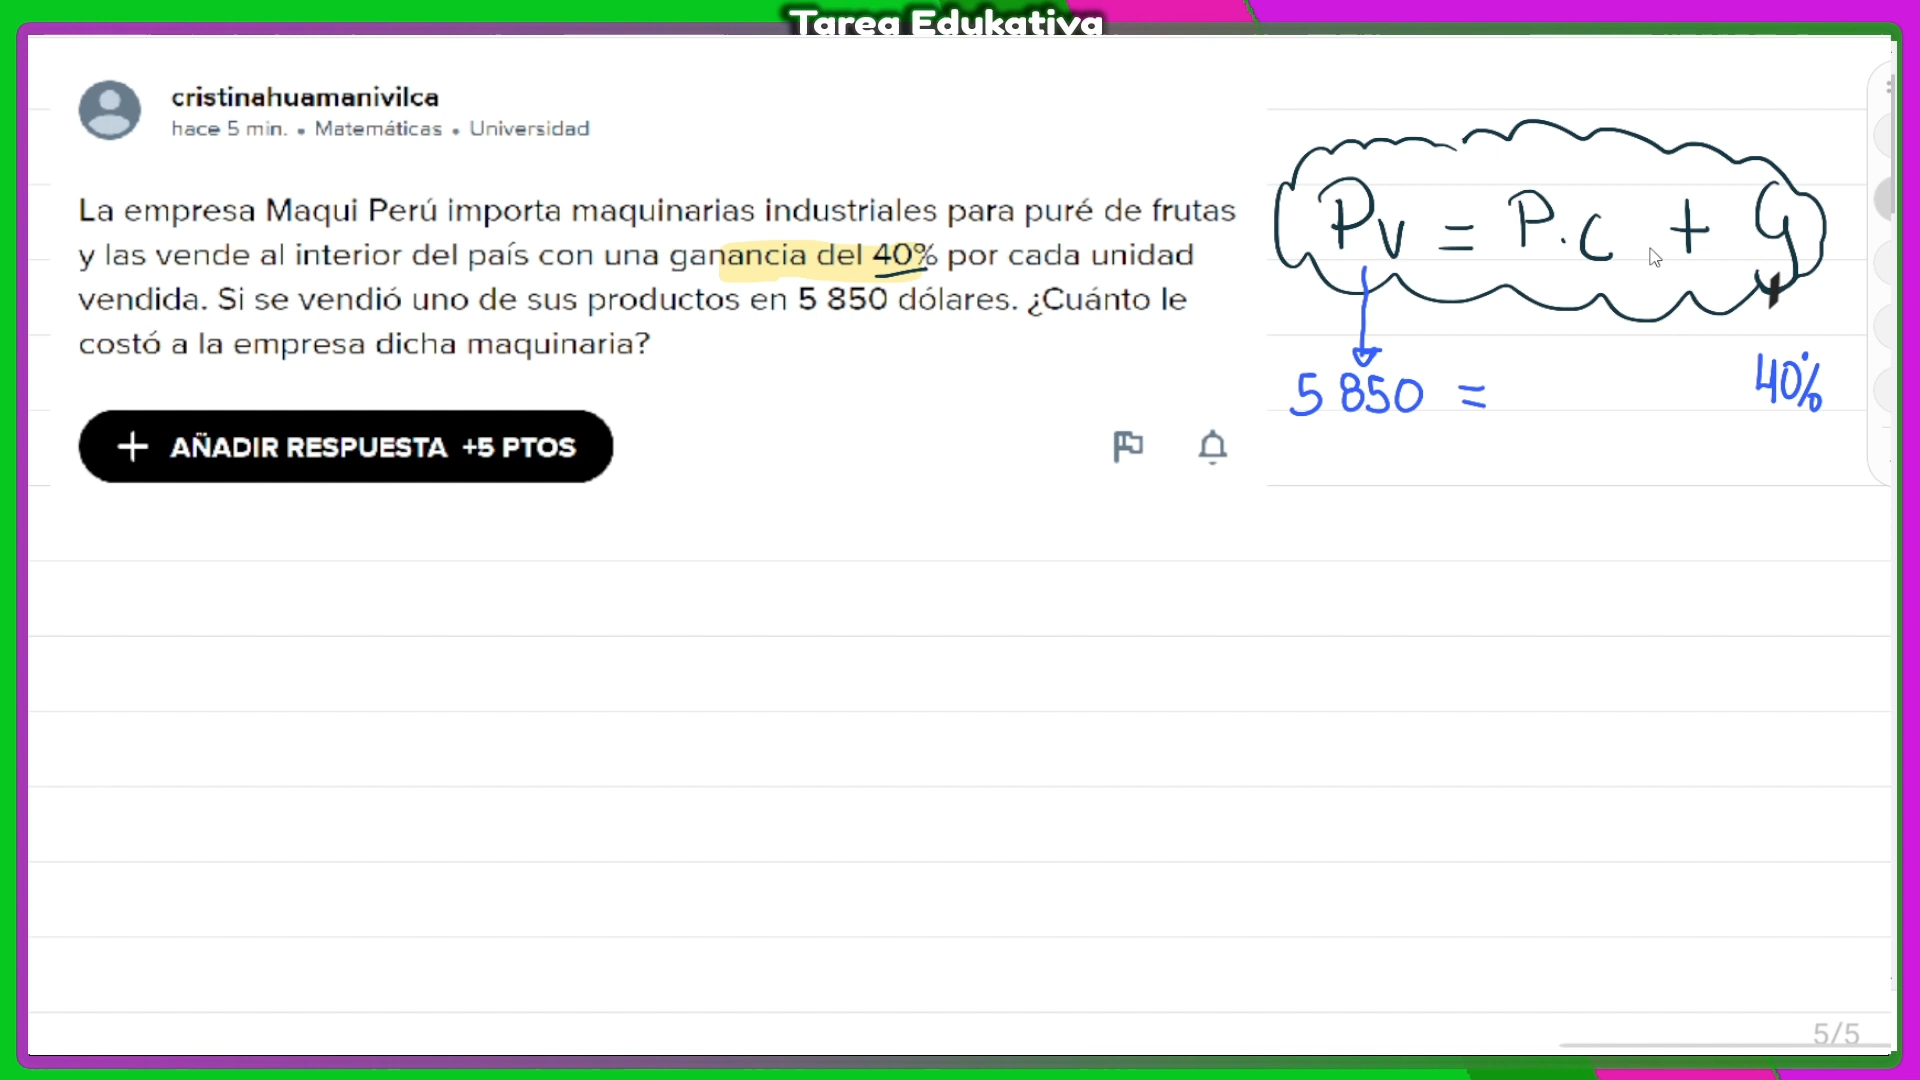 Tarea Edukativa
cristinahuamanivilca
hace 5 min. • Matemáticas • Universidad
La empresa Maqui Perú importa maquinarias industriales para puré de frutas
y las vende al interior del país con una ganancia del 40% por cada unidad
vendida. Si se vendió uno de sus productos en 5 850 dólares. ¿Cuánto le
costó a la empresa dicha maquinaria?
+ AÑADIR RESPUESTA +5 PTOS
Pv = P.c + g
5 850 = 40%
5/5